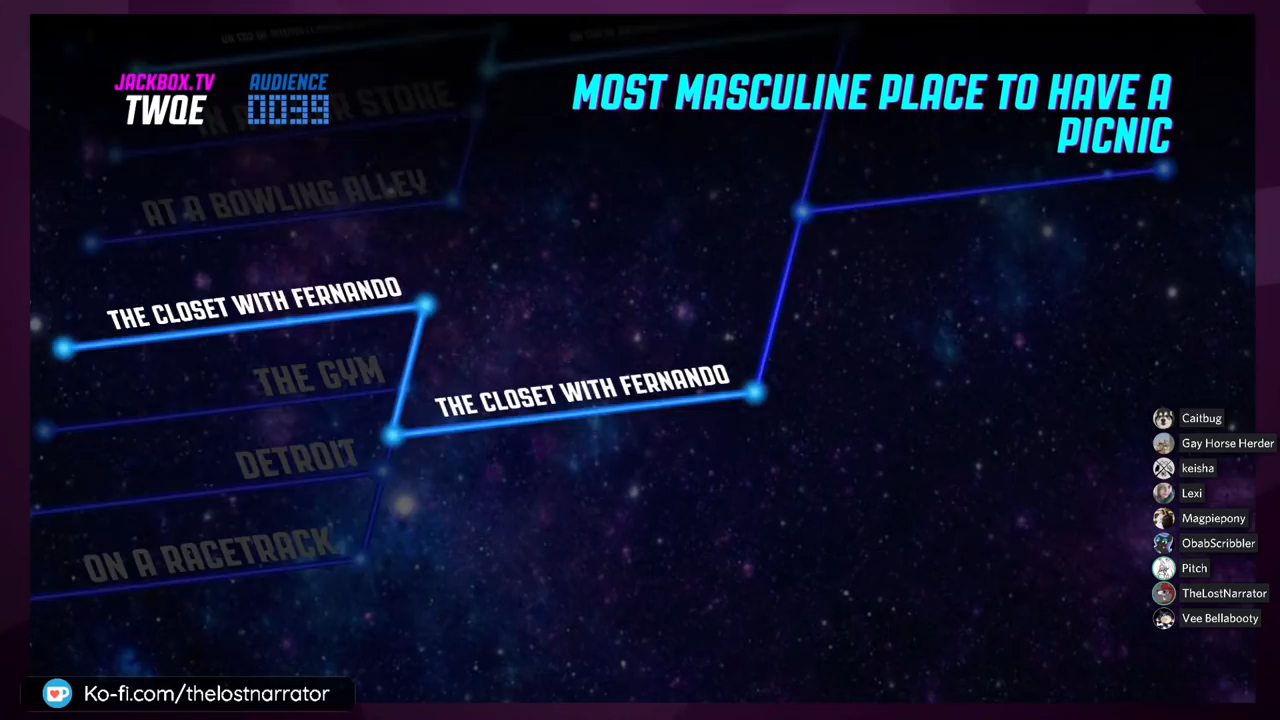 JACKBOX.TV
TWQE
AUDIENCE
0039
MOST MASCULINE PLACE TO HAVE A
PICNIC
STORE
AT A BOWLING ALLEY
THE CLOSET WITH FERNANDO
THE GYM
THE CLOSET WITH FERNANDO
DETROIT
ON A RACETRACK
Caitbug
Gay Horse Herder
keisha
Lexi
Magpiepony
ObabScribbler
Pitch
TheLostNarrator
Vee Bellabooty
Ko-fi.com/thelostnarrator